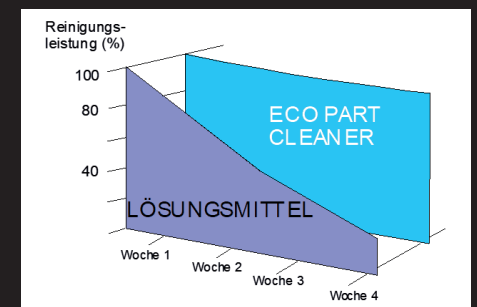 Reinigungs-
leistung (%)
100
80
40
ECO PART
CLEANER
LÖSUNGSMITTEL
Woche 1
Woche 2
Woche 3
Woche 4